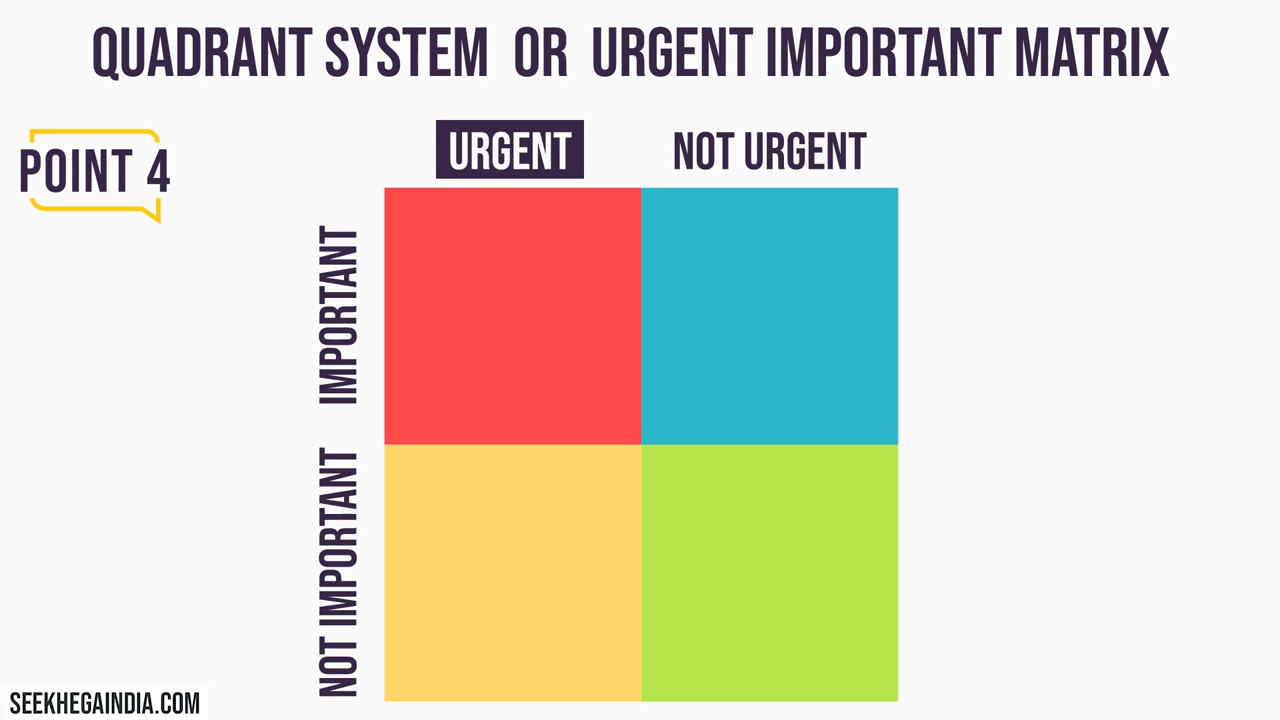 QUADRANT SYSTEM OR URGENT IMPORTANT MATRIX
POINT 4
URGENT
NOT URGENT
IMPORTANT
NOT IMPORTANT
SEEKHEGAINDIA.COM